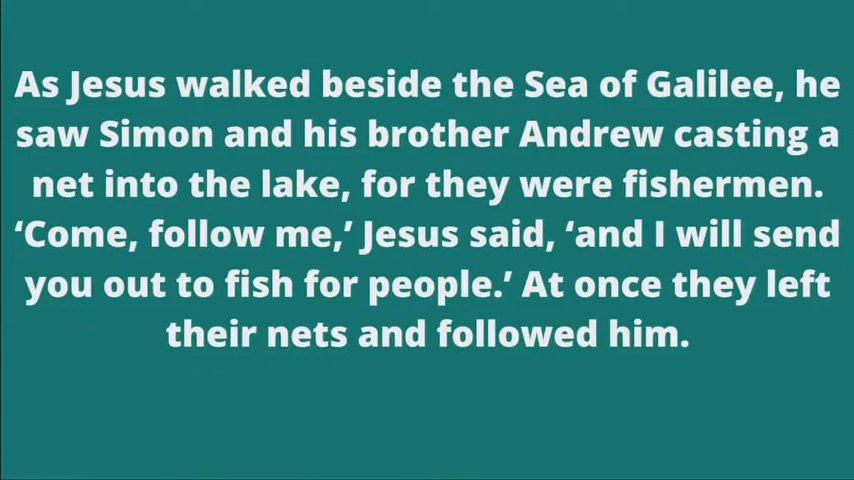 As Jesus walked beside the Sea of Galilee, he
saw Simon and his brother Andrew casting a
net into the lake, for they were fishermen.
‘Come, follow me,’ Jesus said, ‘and I will send
you out to fish for people.’ At once they left
their nets and followed him.